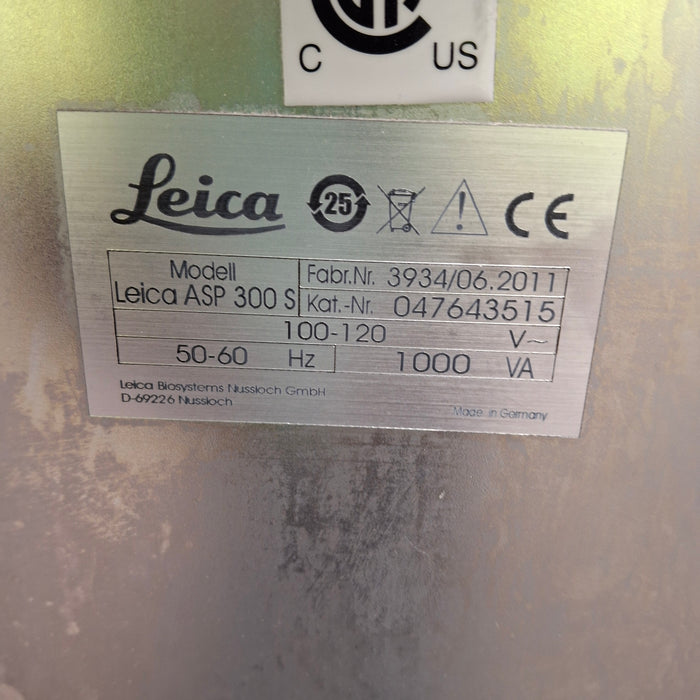 C US
Leica 25 CE
Modell
Leica ASP 300 S
Fabr.Nr. 3934/06.2011
Kat.-Nr. 047643515
100-120 V~
50-60 Hz 1000 VA
Leica Biosystems Nussloch GmbH
D-69226 Nussloch
Made in Germany